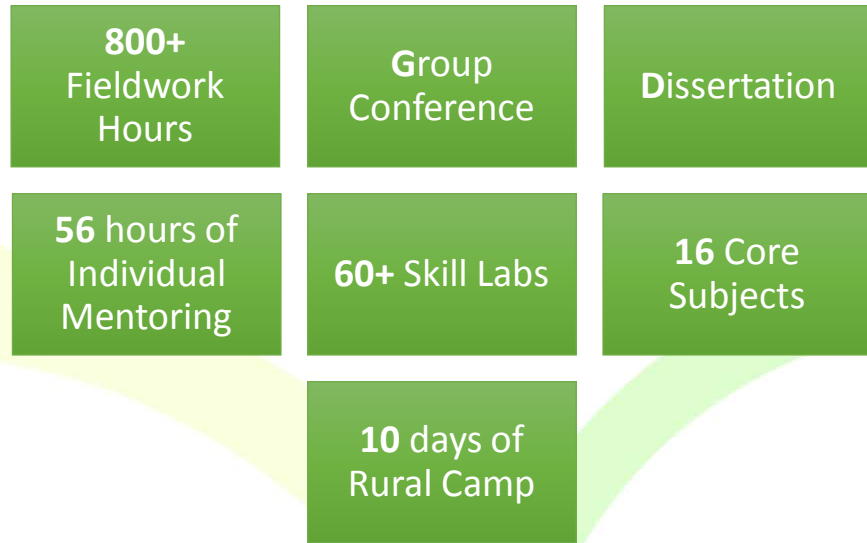 800+
Fieldwork
Hours
Group
Conference
Dissertation
56 hours of
Individual
Mentoring
60+ Skill Labs
16 Core
Subjects
10 days of
Rural Camp